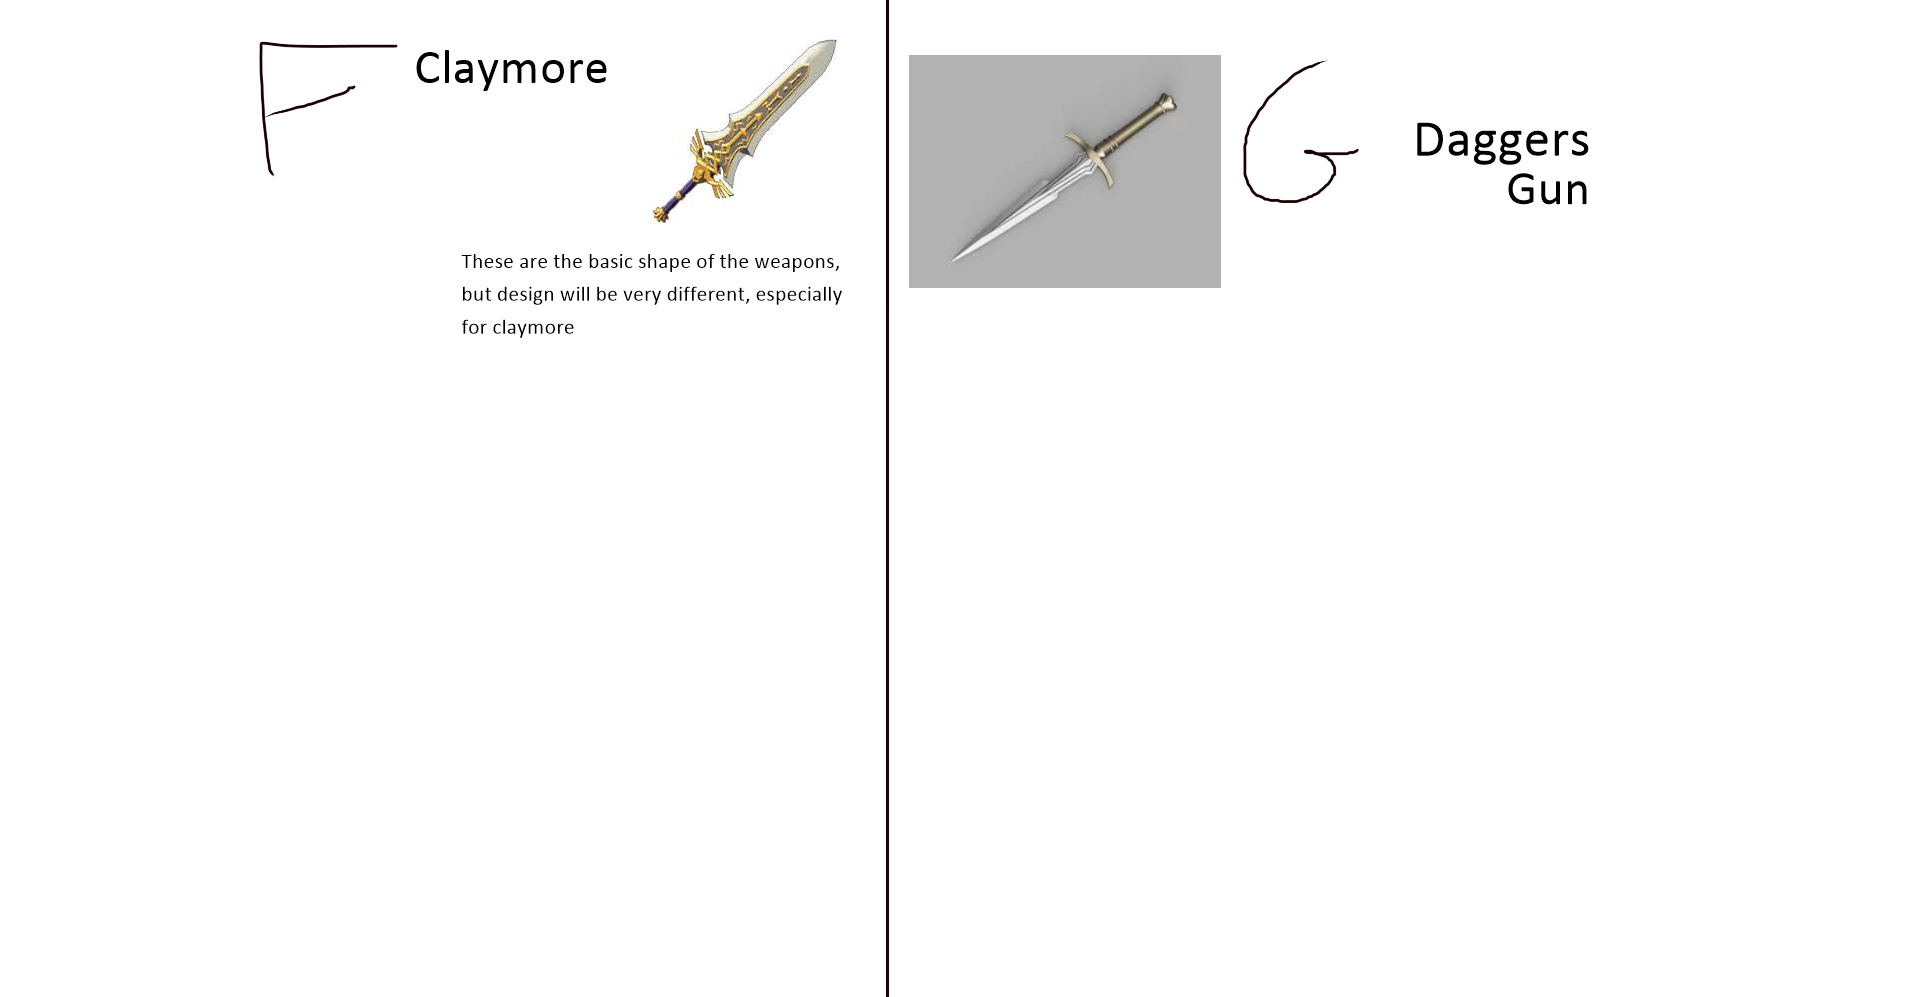 F
Claymore
These are the basic shape of the weapons,
but design will be very different, especially
for claymore
G
Daggers
Gun